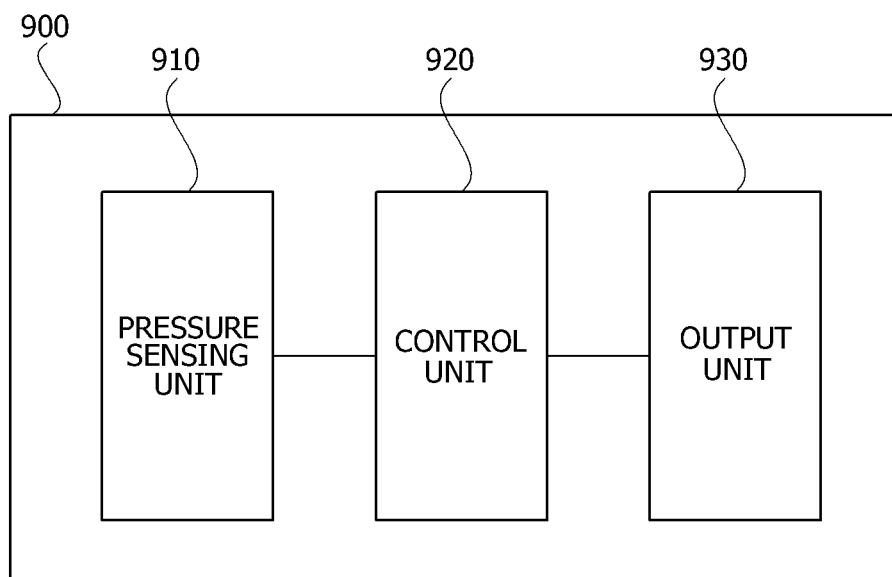 900
910
920
930
PRESSURE
SENSING
UNIT
CONTROL
UNIT
OUTPUT
UNIT